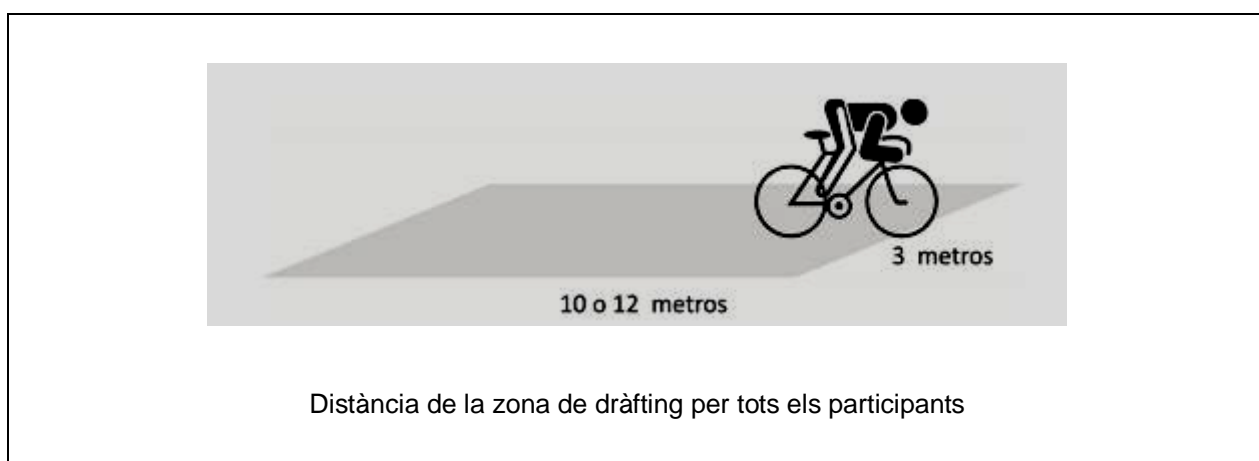 3 metros
10 o 12 metros
Distància de la zona de dràfting per tots els participants